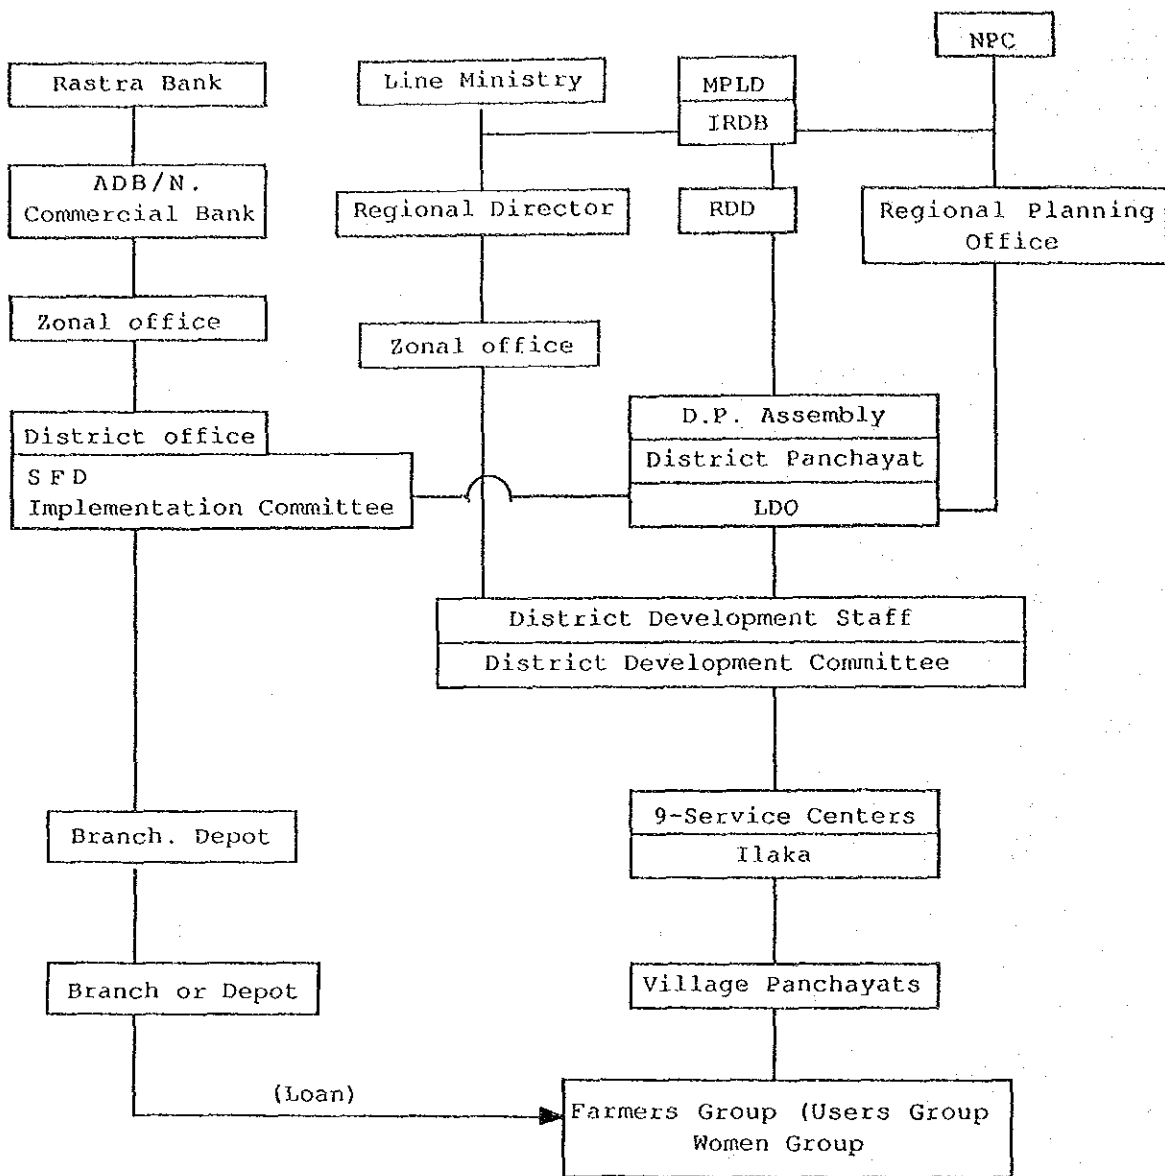 NPC
Rastra Bank
Line Ministry
MPLD
IRDB
ADB/N.
Commercial Bank
Regional Director
RDD
Regional Planning
Office
Zonal office
Zonal office
District office
SFD
Implementation Committee
D.P. Assembly
District Panchayat
LDO
District Development Staff
District Development Committee
Branch. Depot
9-Service Centers
Ilaka
Branch or Depot
Village Panchayats
(Loan)
Farmers Group (Users Group
Women Group